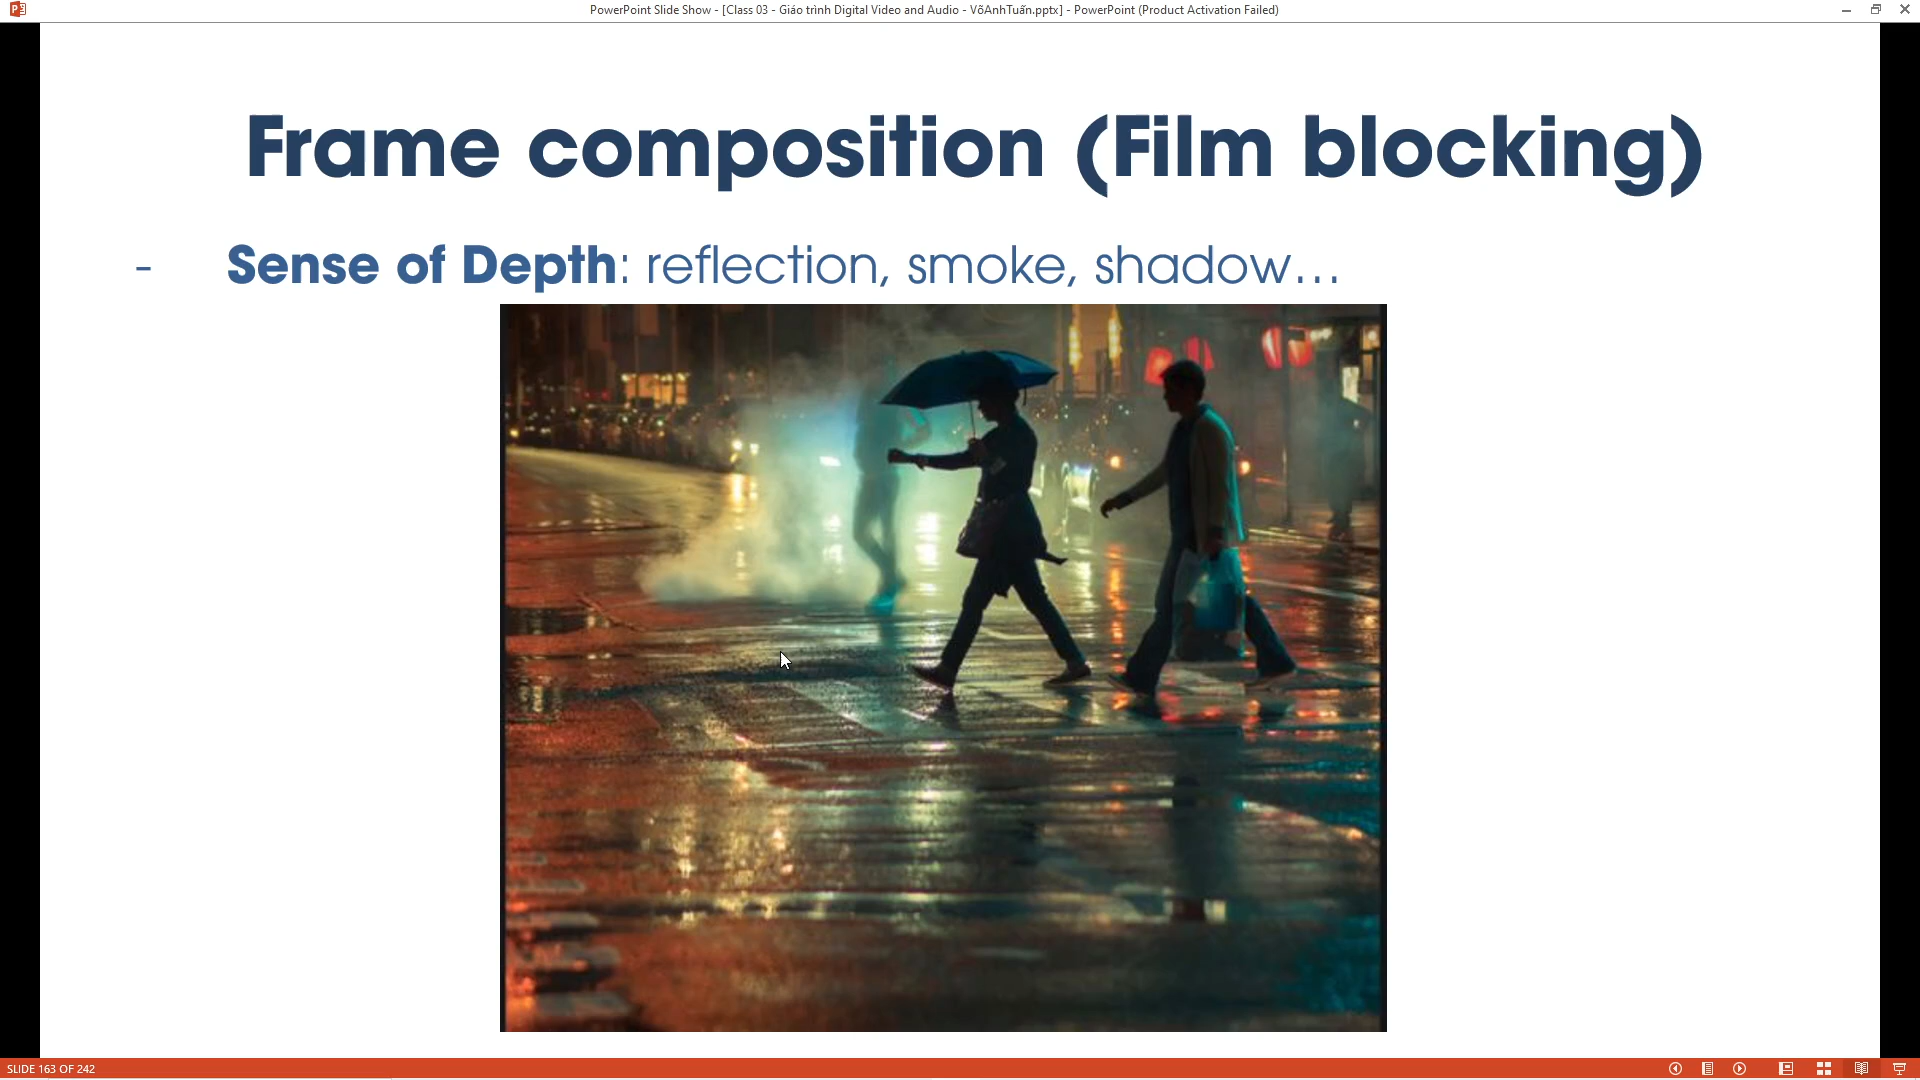 PowerPoint Slide Show - [Class 03 - Giáo trình Digital Video and Audio - VõAnhTuấn.pptx] - PowerPoint (Product Activation Failed)
Frame composition (Film blocking)
- Sense of Depth: reflection, smoke, shadow...
SLIDE 163 OF 242